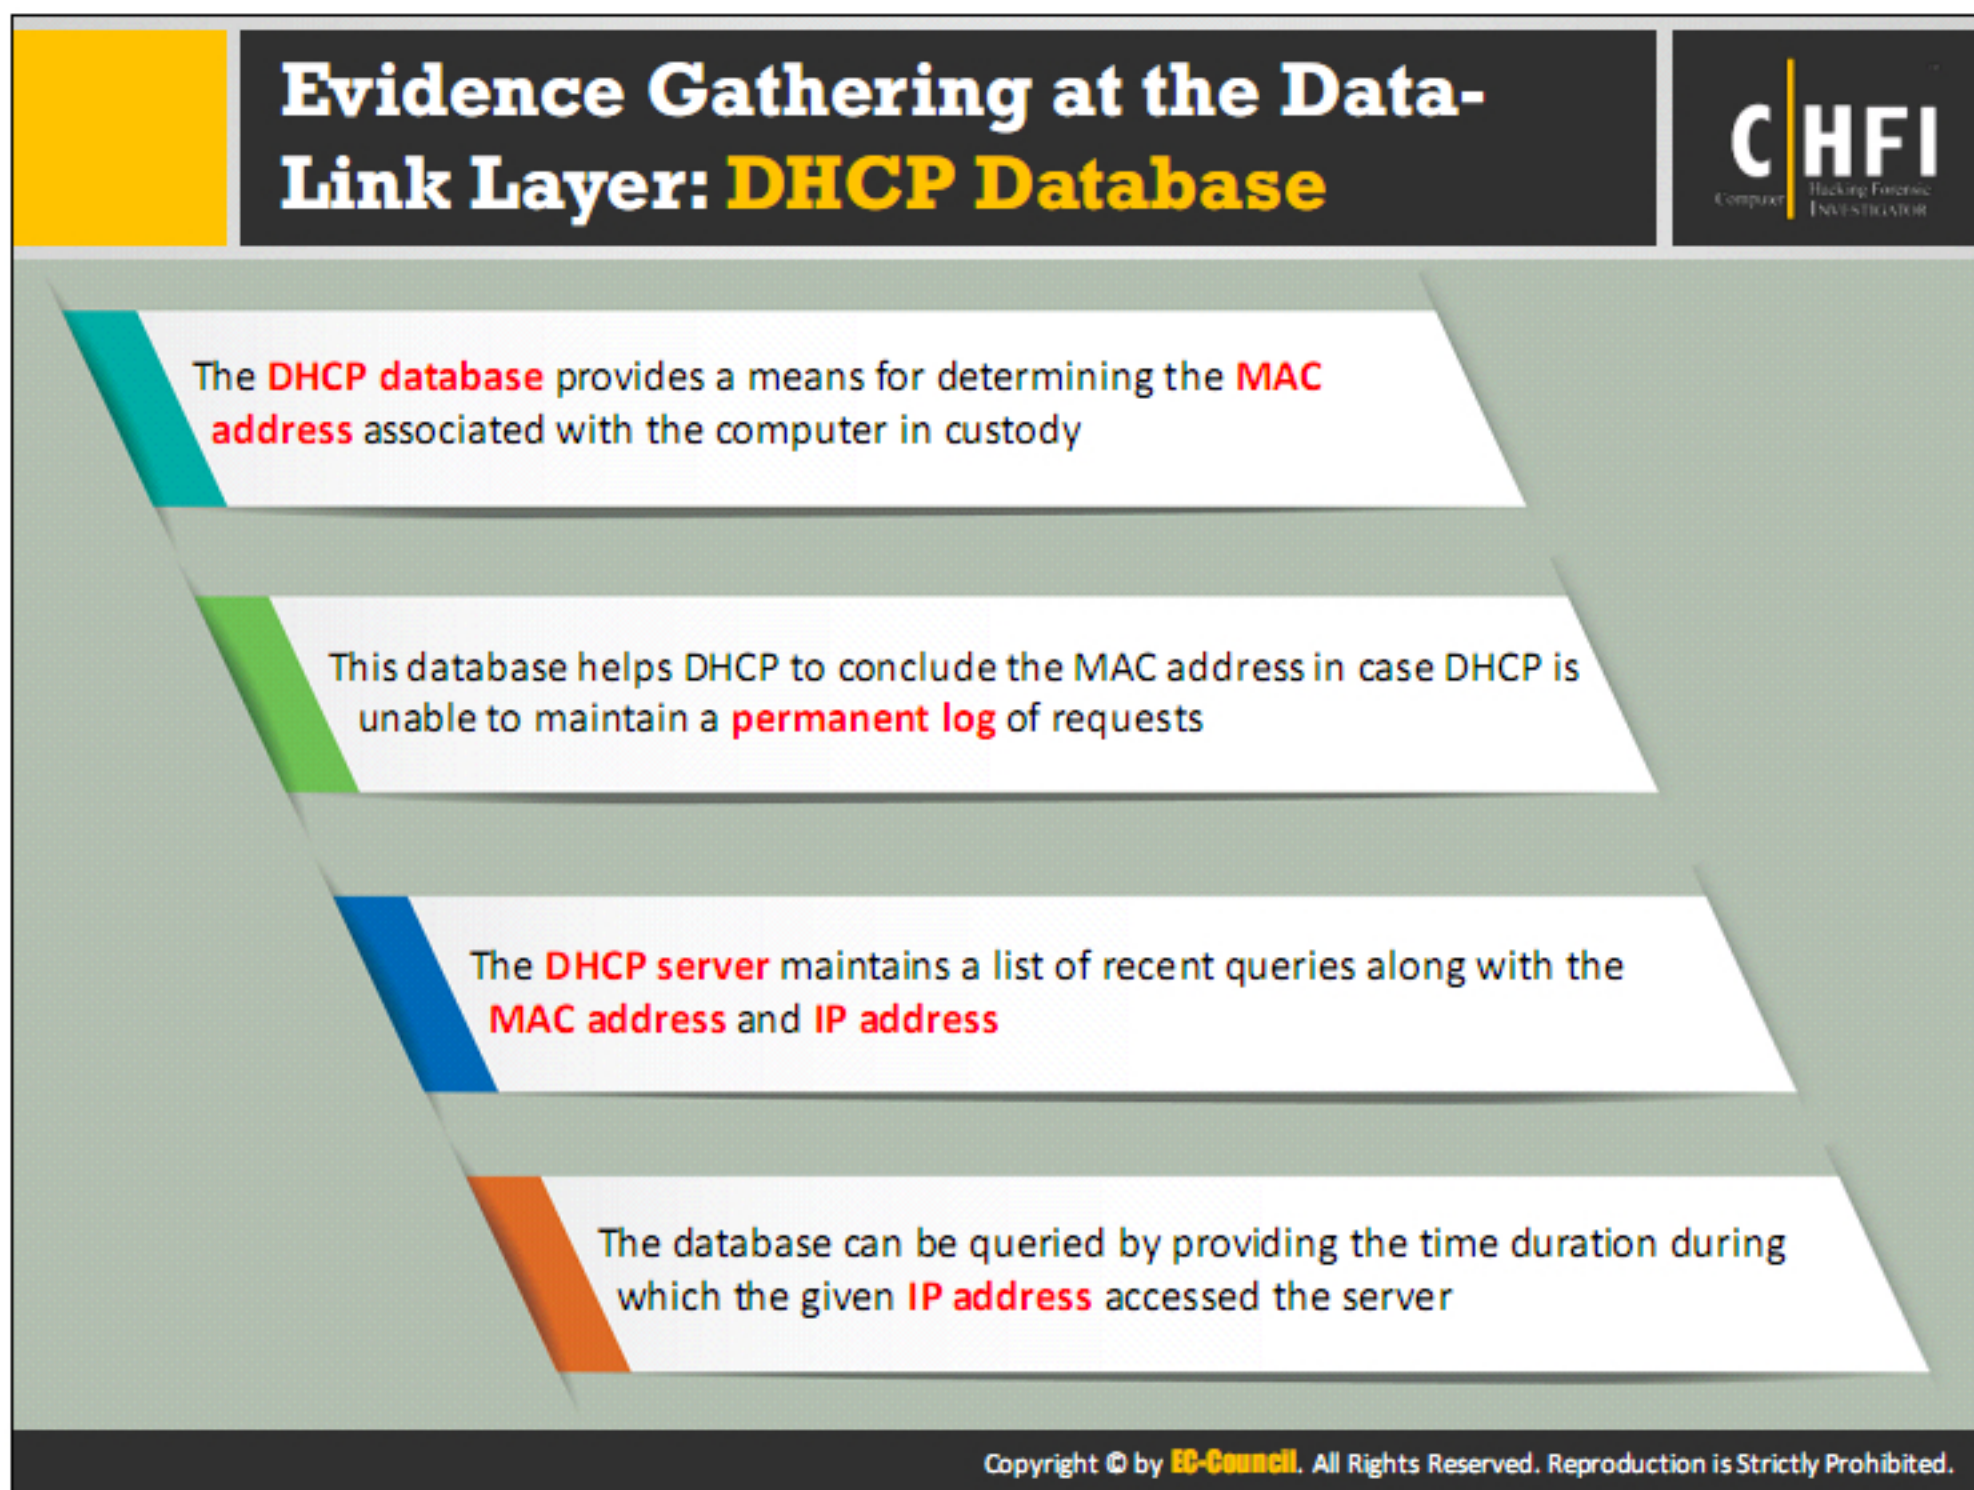 Evidence Gathering at the Data-
Link Layer: DHCP Database
C HFI
Computer
Hacking Forensic
INVESTIGATOR
The DHCP database provides a means for determining the MAC
address associated with the computer in custody
This database helps DHCP to conclude the MAC address in case DHCP is
unable to maintain a permanent log of requests
The DHCP server maintains a list of recent queries along with the
MAC address and IP address
The database can be queried by providing the time duration during
which the given IP address accessed the server
Copyright © by EC-Council. All Rights Reserved. Reproduction is Strictly Prohibited.